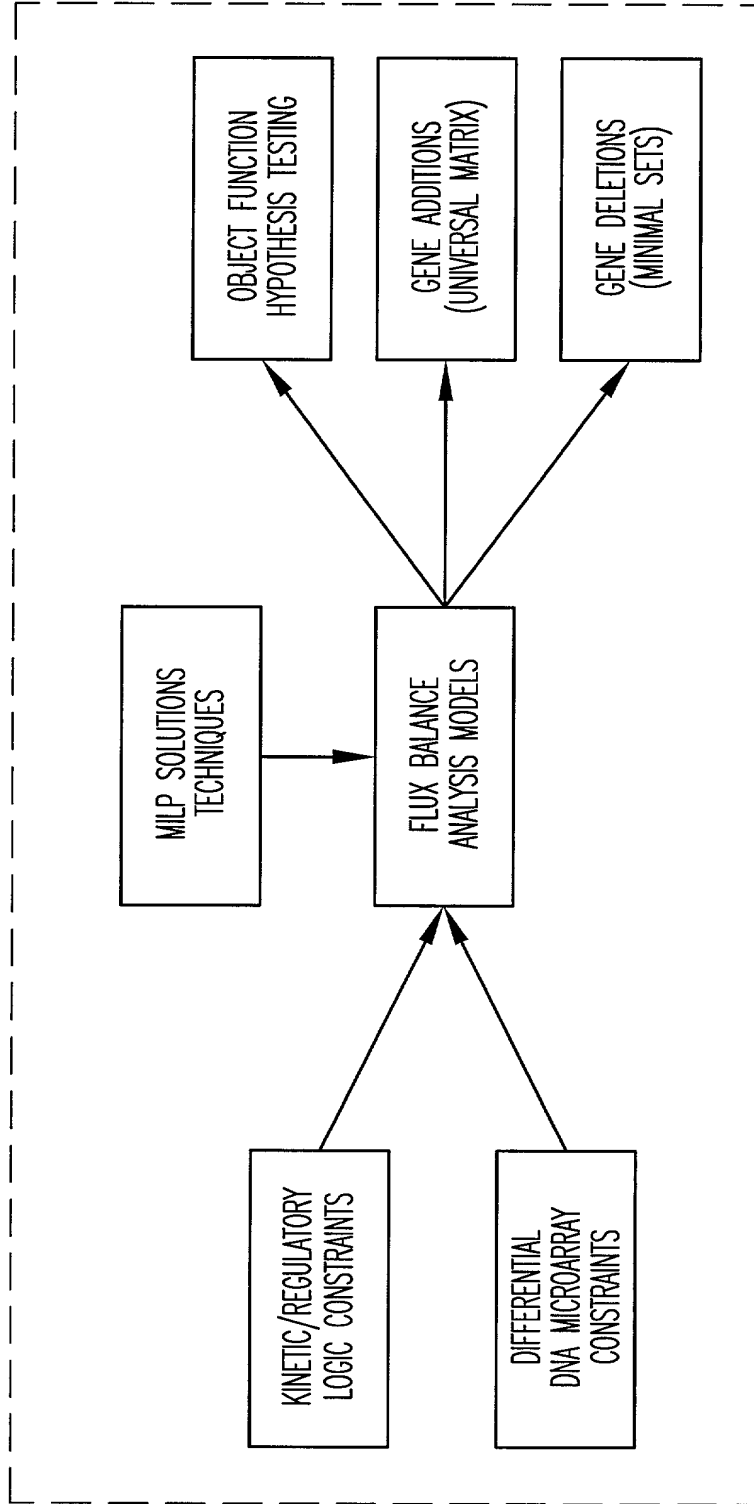 KINETIC/REGULATORY
LOGIC CONSTRAINTS
DIFFERENTIAL
DNA MICROARRAY
CONSTRAINTS
MILP SOLUTIONS
TECHNIQUES
FLUX BALANCE
ANALYSIS MODELS
OBJECT FUNCTION
HYPOTHESIS TESTING
GENE ADDITIONS
(UNIVERSAL MATRIX)
GENE DELETIONS
(MINIMAL SETS)